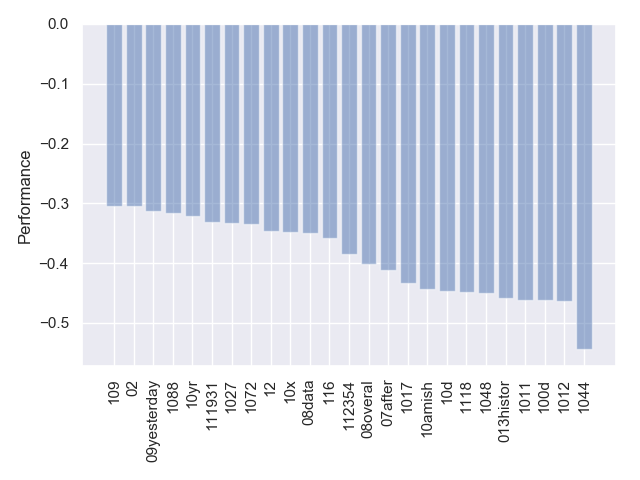 0.0
−0.1
−0.2
−0.3
−0.4
−0.5
Performance
109
02
09yesterday
1088
10yr
111931
1027
1072
12
10x
08data
116
112354
08overal
07after
1017
10amish
10d
1118
1048
013histor
1011
100d
1012
1044